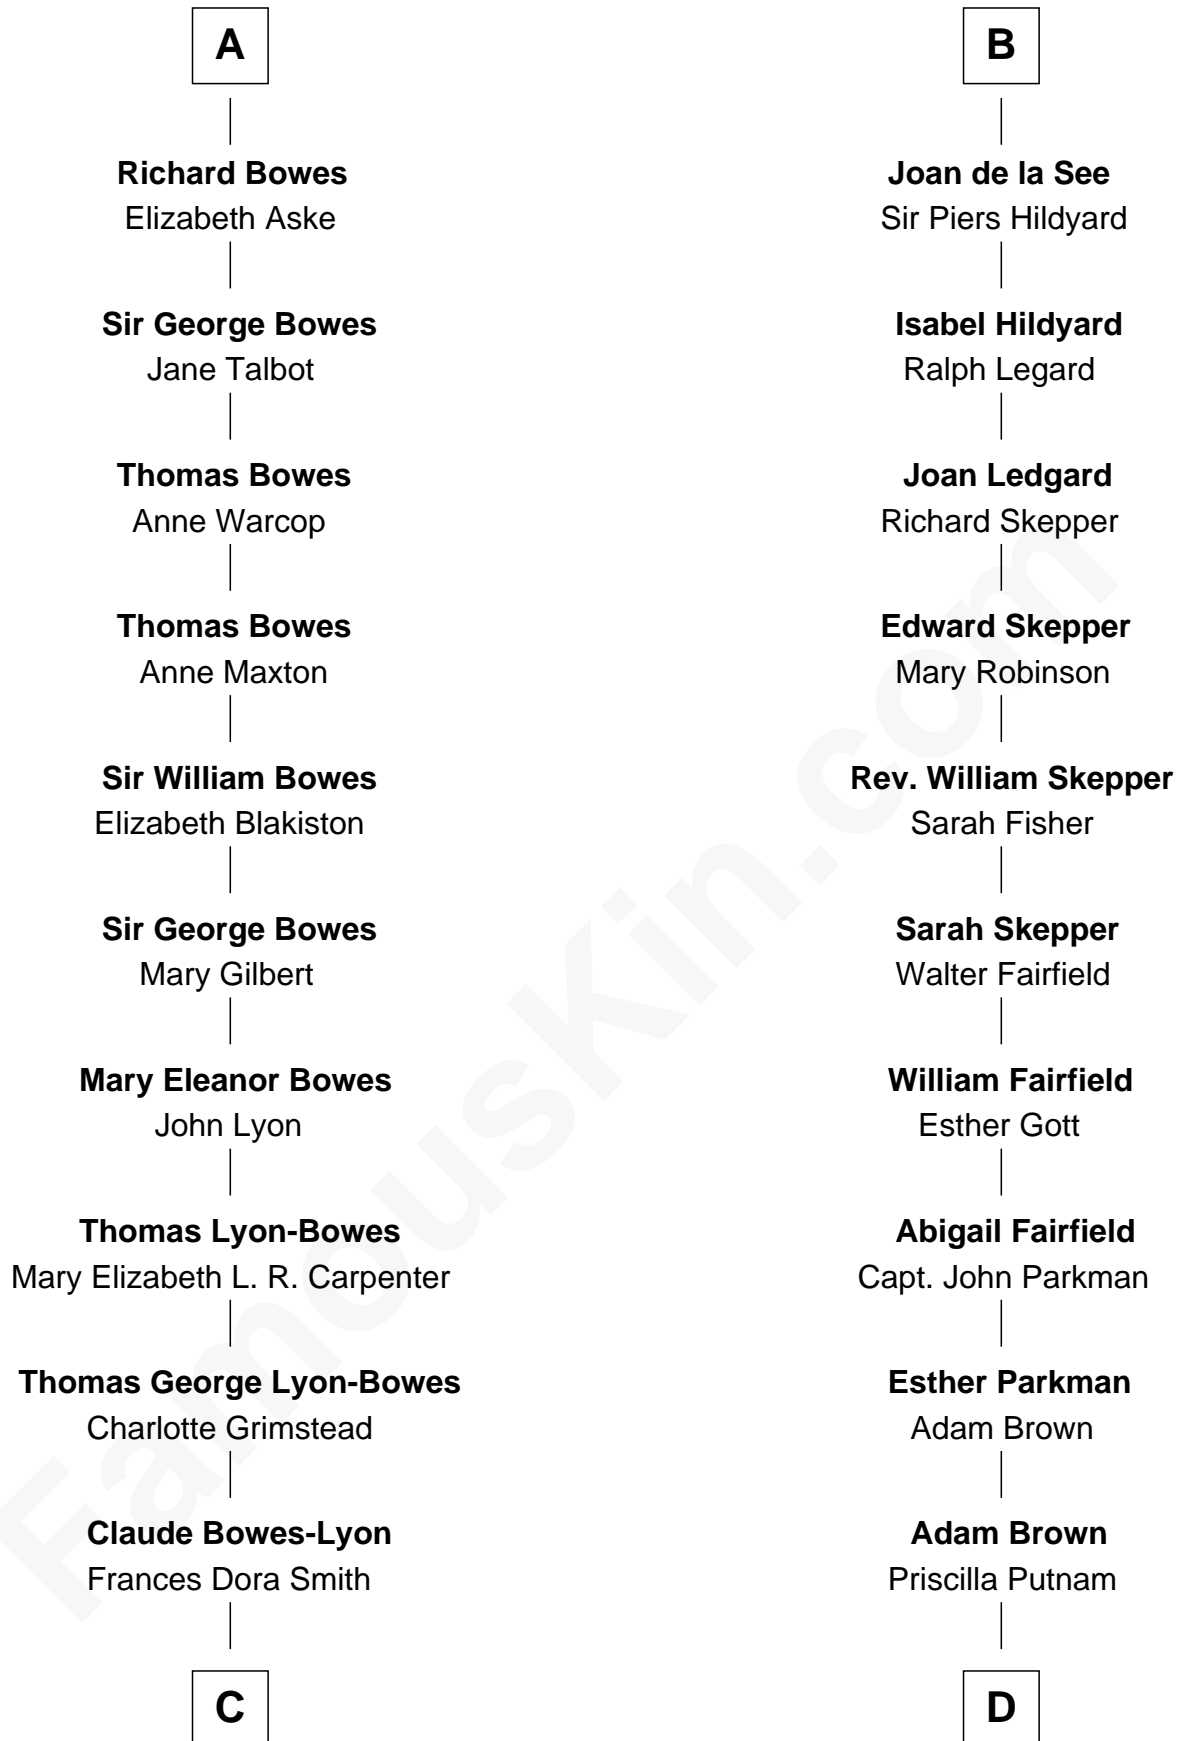 A
Richard Bowes
Elizabeth Aske
Sir George Bowes
Jane Talbot
Thomas Bowes
Anne Warcop
Thomas Bowes
Anne Maxton
Sir William Bowes
Elizabeth Blakiston
Sir George Bowes
Mary Gilbert
Mary Eleanor Bowes
John Lyon
Thomas Lyon-Bowes
Mary Elizabeth L. R. Carpenter
Thomas George Lyon-Bowes
Charlotte Grimstead
Claude Bowes-Lyon
Frances Dora Smith
C
B
Joan de la See
Sir Piers Hildyard
Isabel Hildyard
Ralph Legard
Joan Ledgard
Richard Skepper
Edward Skepper
Mary Robinson
Rev. William Skepper
Sarah Fisher
Sarah Skepper
Walter Fairfield
William Fairfield
Esther Gott
Abigail Fairfield
Capt. John Parkman
Esther Parkman
Adam Brown
Adam Brown
Priscilla Putnam
D
FamousKin.com